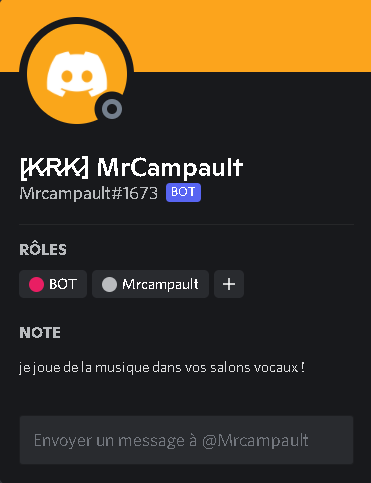 [K̸R̸K̸] MrCampault
Mrcampault#1673 BOT
RÔLES
BOT Mrcampault +
NOTE
je joue de la musique dans vos salons vocaux !
Envoyer un message à @Mrcampault